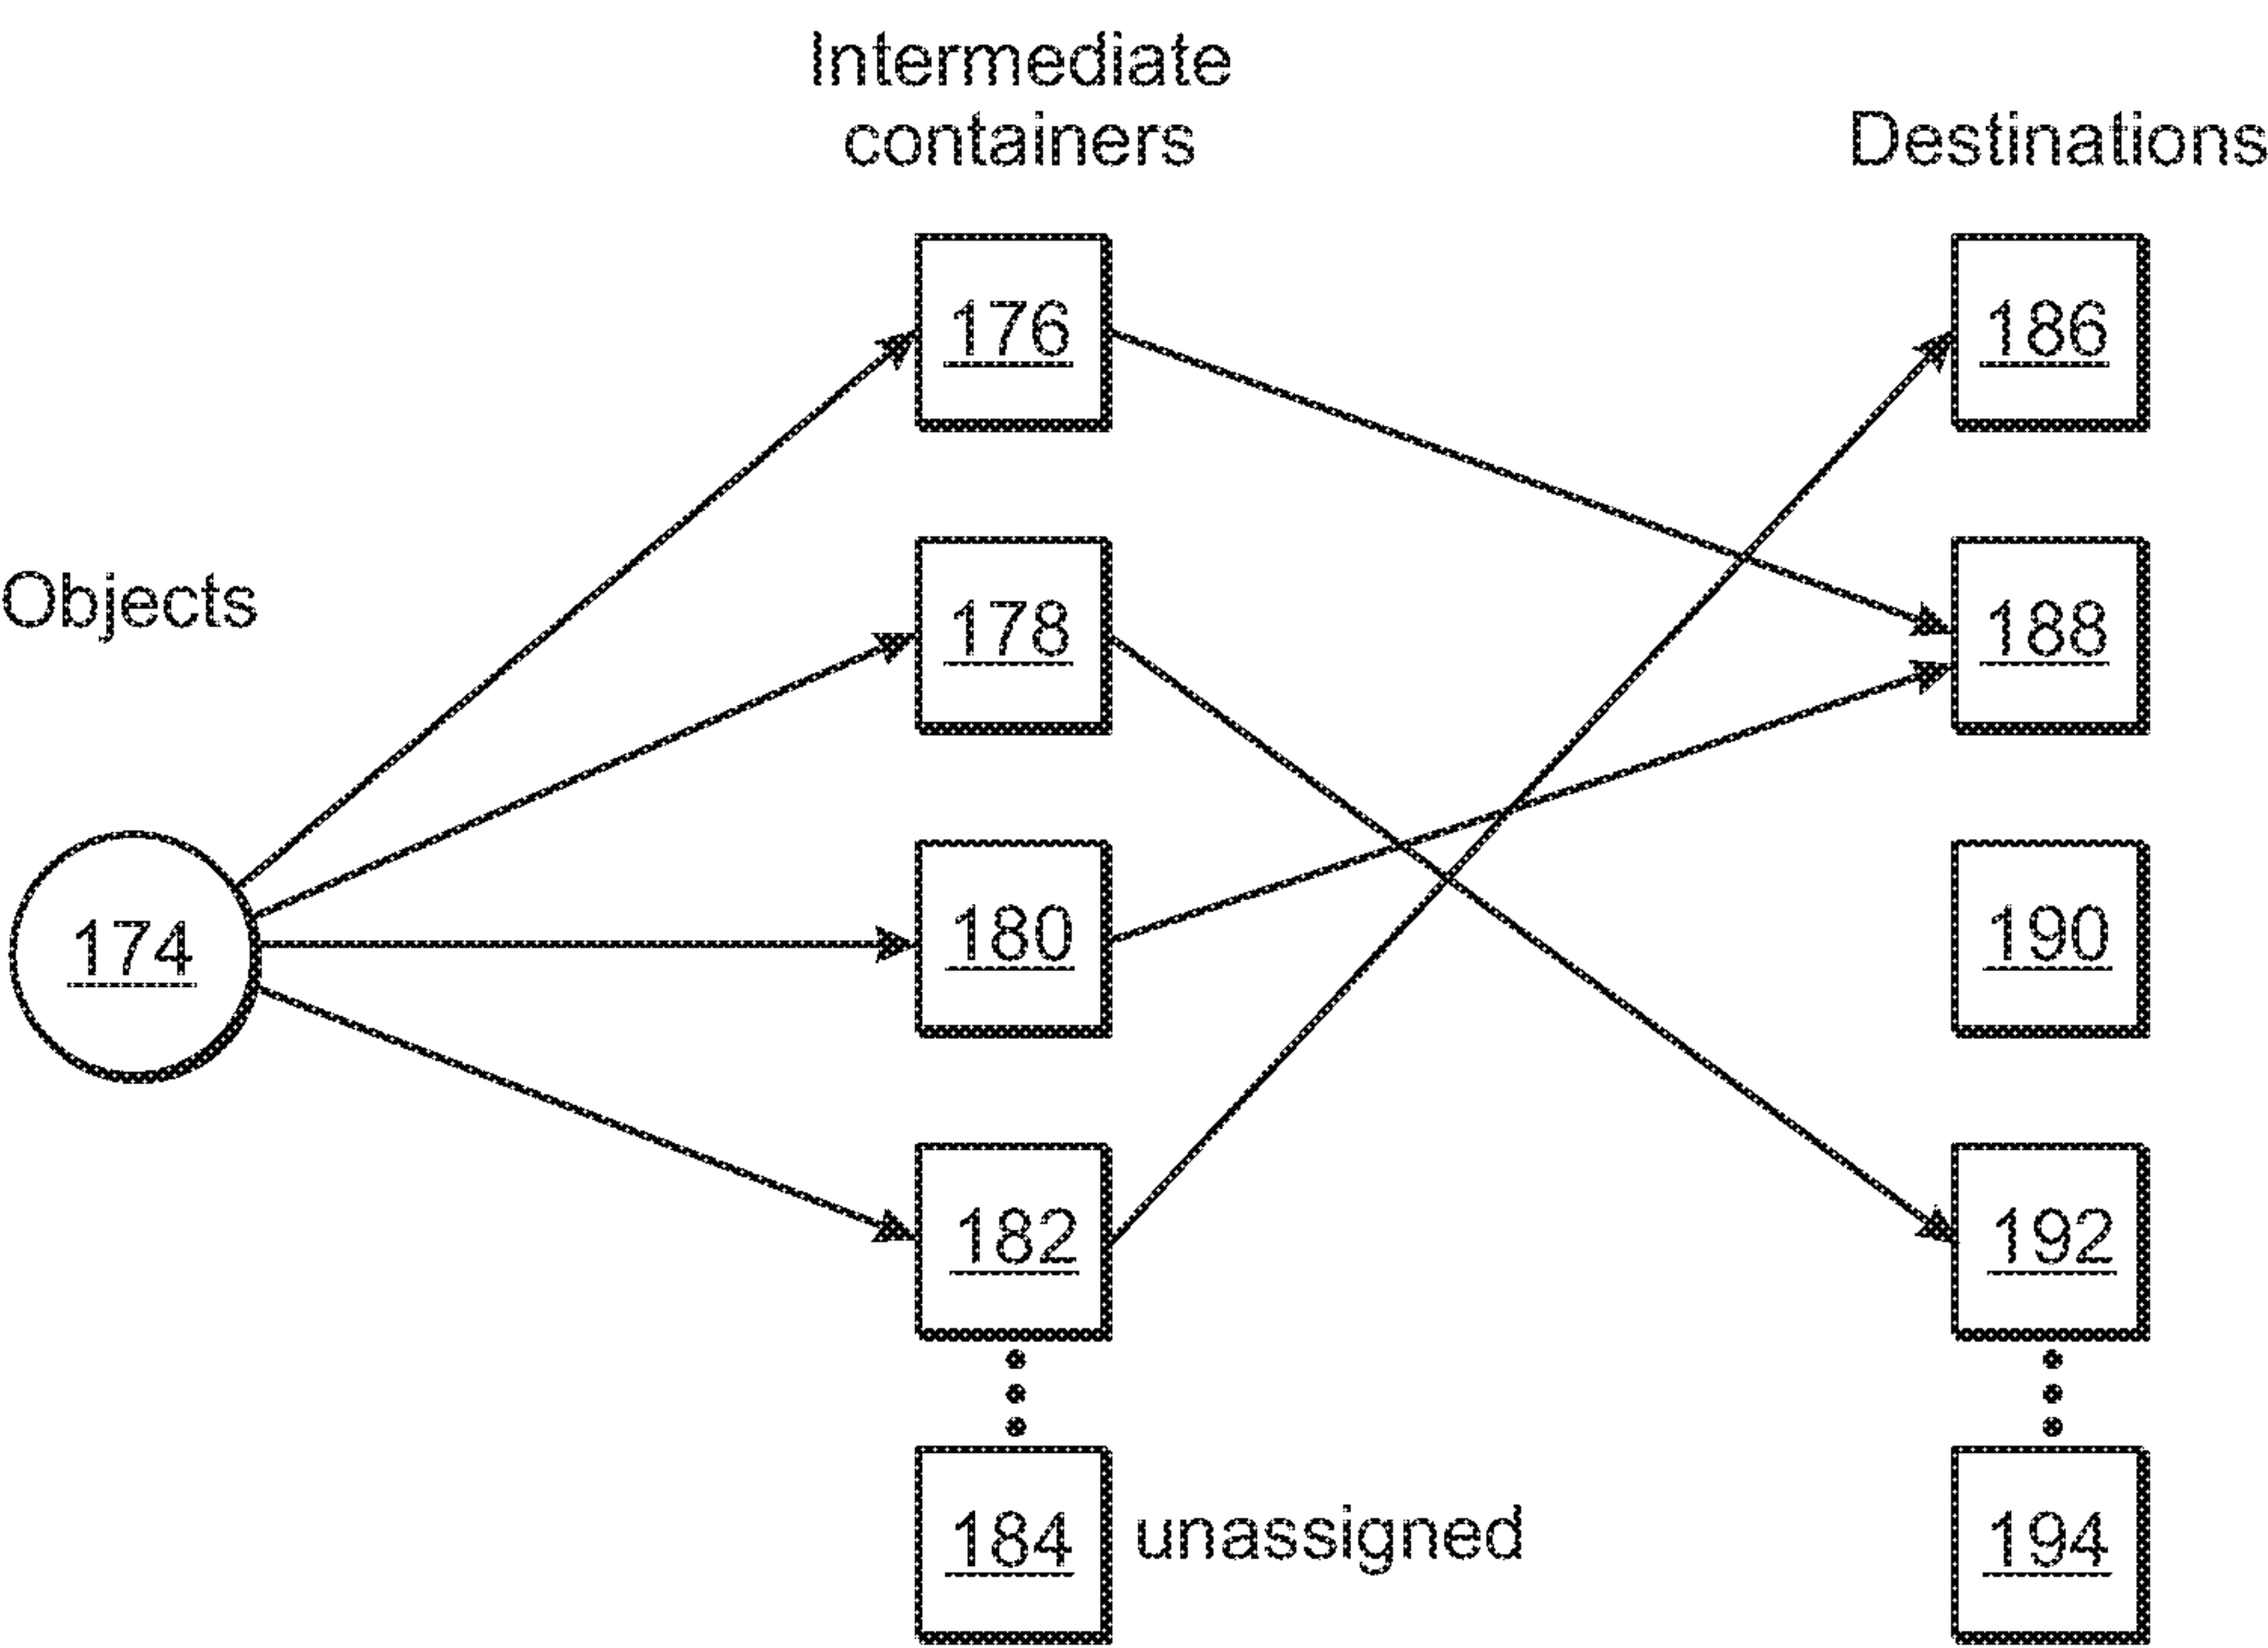 Intermediate
containers
Destinations
176
186
Objects
178
188
174
180
190
182
192
184
unassigned
194